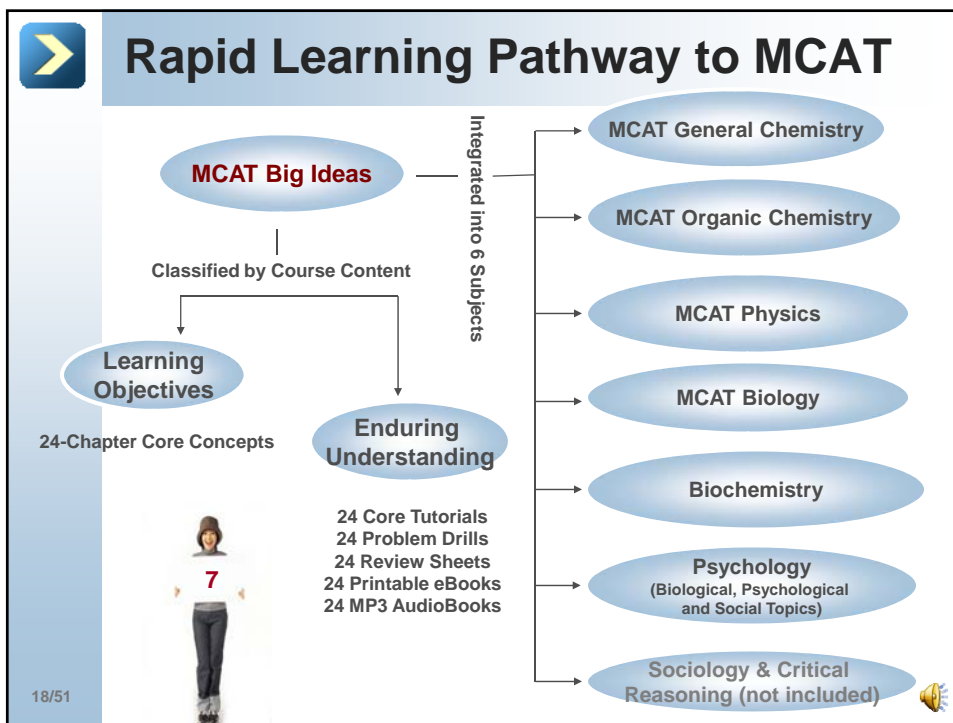 Rapid Learning Pathway to MCAT
MCAT Big Ideas
Integrated into 6 Subjects
Classified by Course Content
Learning
Objectives
24-Chapter Core Concepts
Enduring
Understanding
24 Core Tutorials
24 Problem Drills
24 Review Sheets
24 Printable eBooks
24 MP3 AudioBooks
7
MCAT General Chemistry
MCAT Organic Chemistry
MCAT Physics
MCAT Biology
Biochemistry
Psychology
(Biological, Psychological
and Social Topics)
Sociology & Critical
Reasoning (not included)
18/51